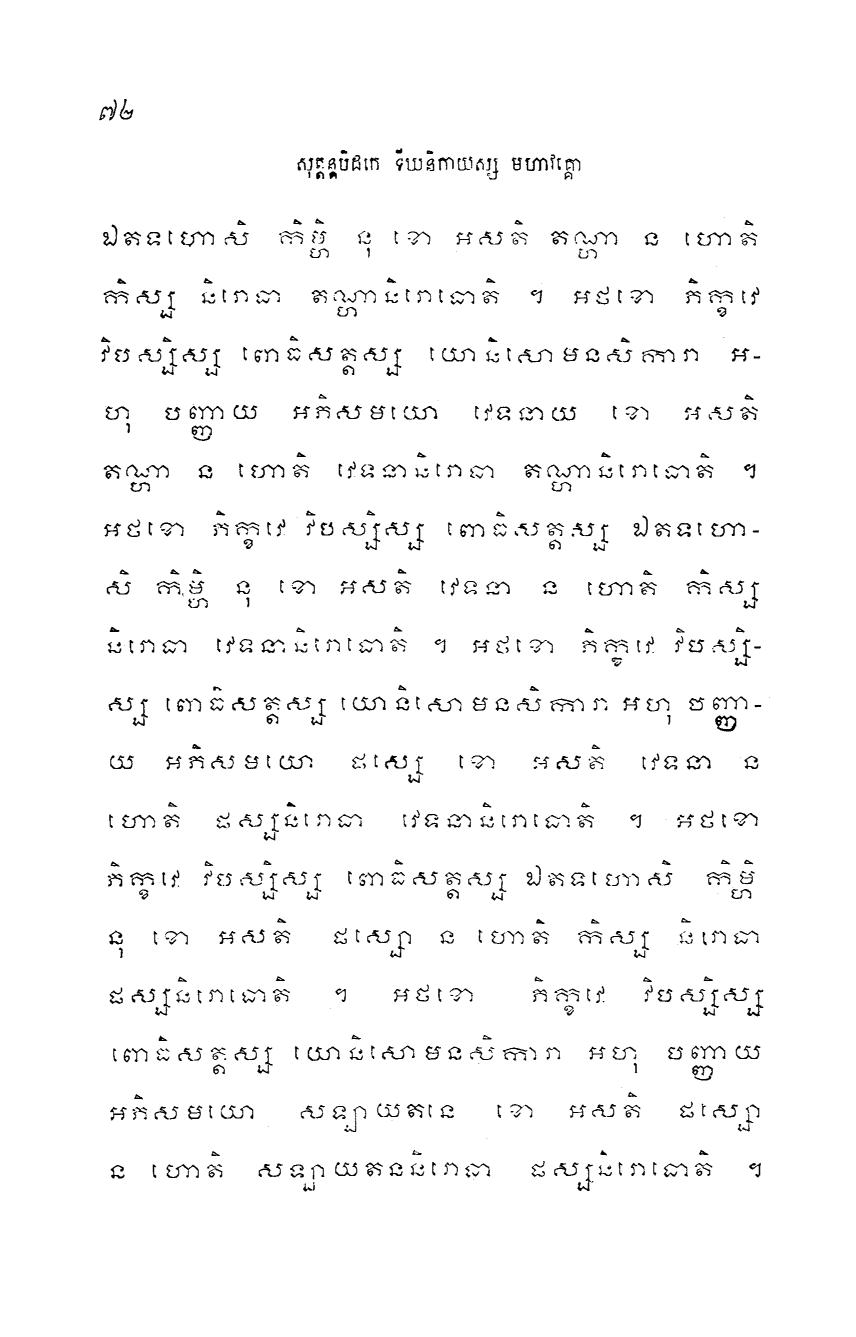 ៧២
សុត្តន្តបិដកេ ទីឃនិកាយស្ស មហាវគ្គោ
ឯតទហោសិ កិម្ហិ នុ ខោ អសតិ តណ្ហា ន ហោតិ
កិស្ស និរោធា តណ្ហានិរោធោតិ ។ អថខោ ភិក្ខវេ
វិបស្សិស្ស ពោធិសត្តស្ស យោនិសោមនសិការា អ-
ហុ បញ្ញាយ អភិសមយោ វេទនាយ ខោ អសតិ
តណ្ហា ន ហោតិ វេទនានិរោធា តណ្ហានិរោធោតិ ។
អថខោ ភិក្ខវេ វិបស្សិស្ស ពោធិសត្តស្ស ឯតទហោ-
សិ កិម្ហិ នុ ខោ អសតិ វេទនា ន ហោតិ កិស្ស
និរោធា វេទនានិរោធោតិ ។ អថខោ ភិក្ខវេ វិបស្សិ-
ស្ស ពោធិសត្តស្ស យោនិសោមនសិការា អហុ បញ្ញា-
យ អភិសមយោ ផស្សេ ខោ អសតិ វេទនា ន
ហោតិ ផស្សនិរោធា វេទនានិរោធោតិ ។ អថខោ
ភិក្ខវេ វិបស្សិស្ស ពោធិសត្តស្ស ឯតទហោសិ កិម្ហិ
នុ ខោ អសតិ ផស្សោ ន ហោតិ កិស្ស និរោធា
ផស្សនិរោធោតិ ។ អថខោ ភិក្ខវេ វិបស្សិស្ស
ពោធិសត្តស្ស យោនិសោមនសិការា អហុ បញ្ញាយ
អភិសមយោ សឡាយតនេ ខោ អសតិ ផស្សោ
ន ហោតិ សឡាយតននិរោធា ផស្សនិរោធោតិ ។